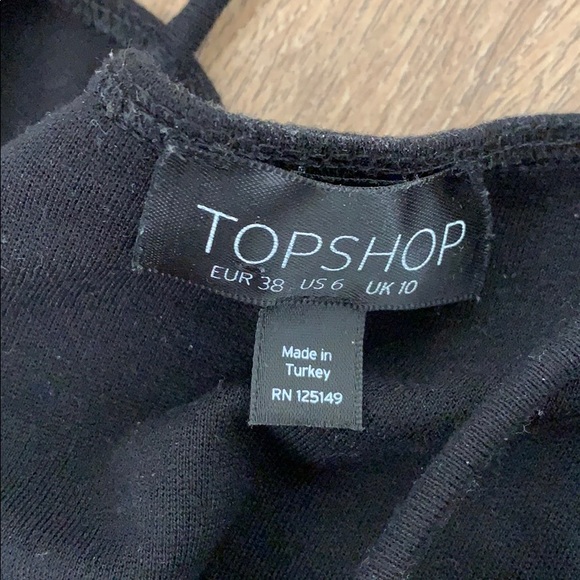 TOPSHOP
EUR 38 US 6 UK 10
Made in
Turkey
RN 125149